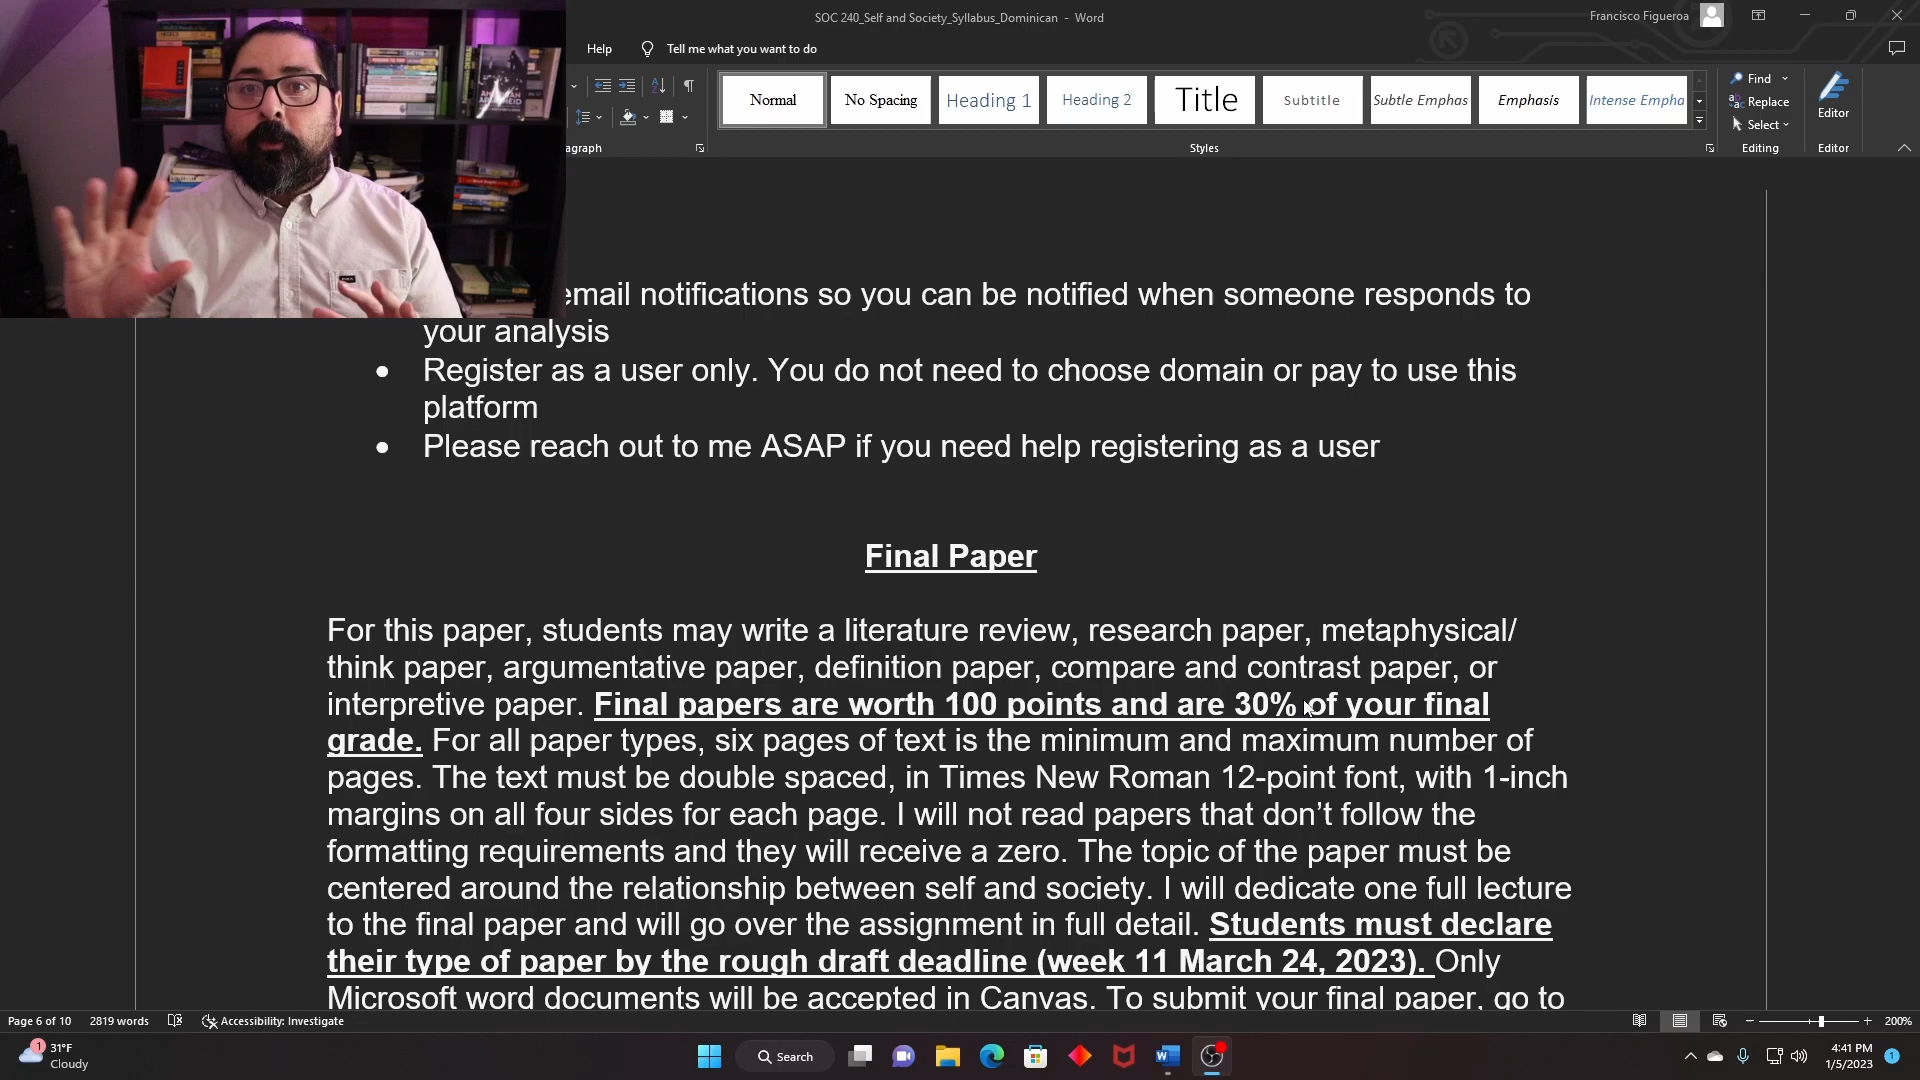 SOC 240_Self and Society_Syllabus_Dominican - Word
Francisco Figueroa
Help
Tell me what you want to do
Normal
No Spacing
Heading 1
Heading 2
Title
Subtitle
Subtle Emphas
Emphasis
Intense Empha
Find
Replace
Select
Editor
agraph
Styles
Editing
Editor
email notifications so you can be notified when someone responds to
your analysis
• Register as a user only. You do not need to choose domain or pay to use this
platform
• Please reach out to me ASAP if you need help registering as a user
Final Paper
For this paper, students may write a literature review, research paper, metaphysical/
think paper, argumentative paper, definition paper, compare and contrast paper, or
interpretive paper. Final papers are worth 100 points and are 30% of your final
grade. For all paper types, six pages of text is the minimum and maximum number of
pages. The text must be double spaced, in Times New Roman 12-point font, with 1-inch
margins on all four sides for each page. I will not read papers that don’t follow the
formatting requirements and they will receive a zero. The topic of the paper must be
centered around the relationship between self and society. I will dedicate one full lecture
to the final paper and will go over the assignment in full detail. Students must declare
their type of paper by the rough draft deadline (week 11 March 24, 2023). Only
Microsoft word documents will be accepted in Canvas. To submit your final paper, go to
Page 6 of 10
2819 words
Accessibility: Investigate
200%
1
31°F
Cloudy
Search
4:41 PM
1/5/2023
1